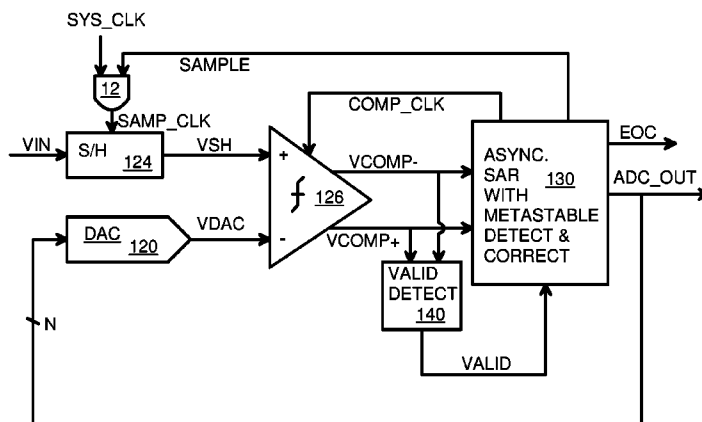 SYS_CLK
12
SAMPLE
SAMP_CLK
COMP_CLK
VIN
S/H
124
VSH
+
-
126
VCOMP-
VCOMP+
ASYNC.
SAR
WITH
METASTABLE
DETECT &
CORRECT
130
EOC
ADC_OUT
DAC
120
VDAC
VALID
DETECT
140
VALID
N